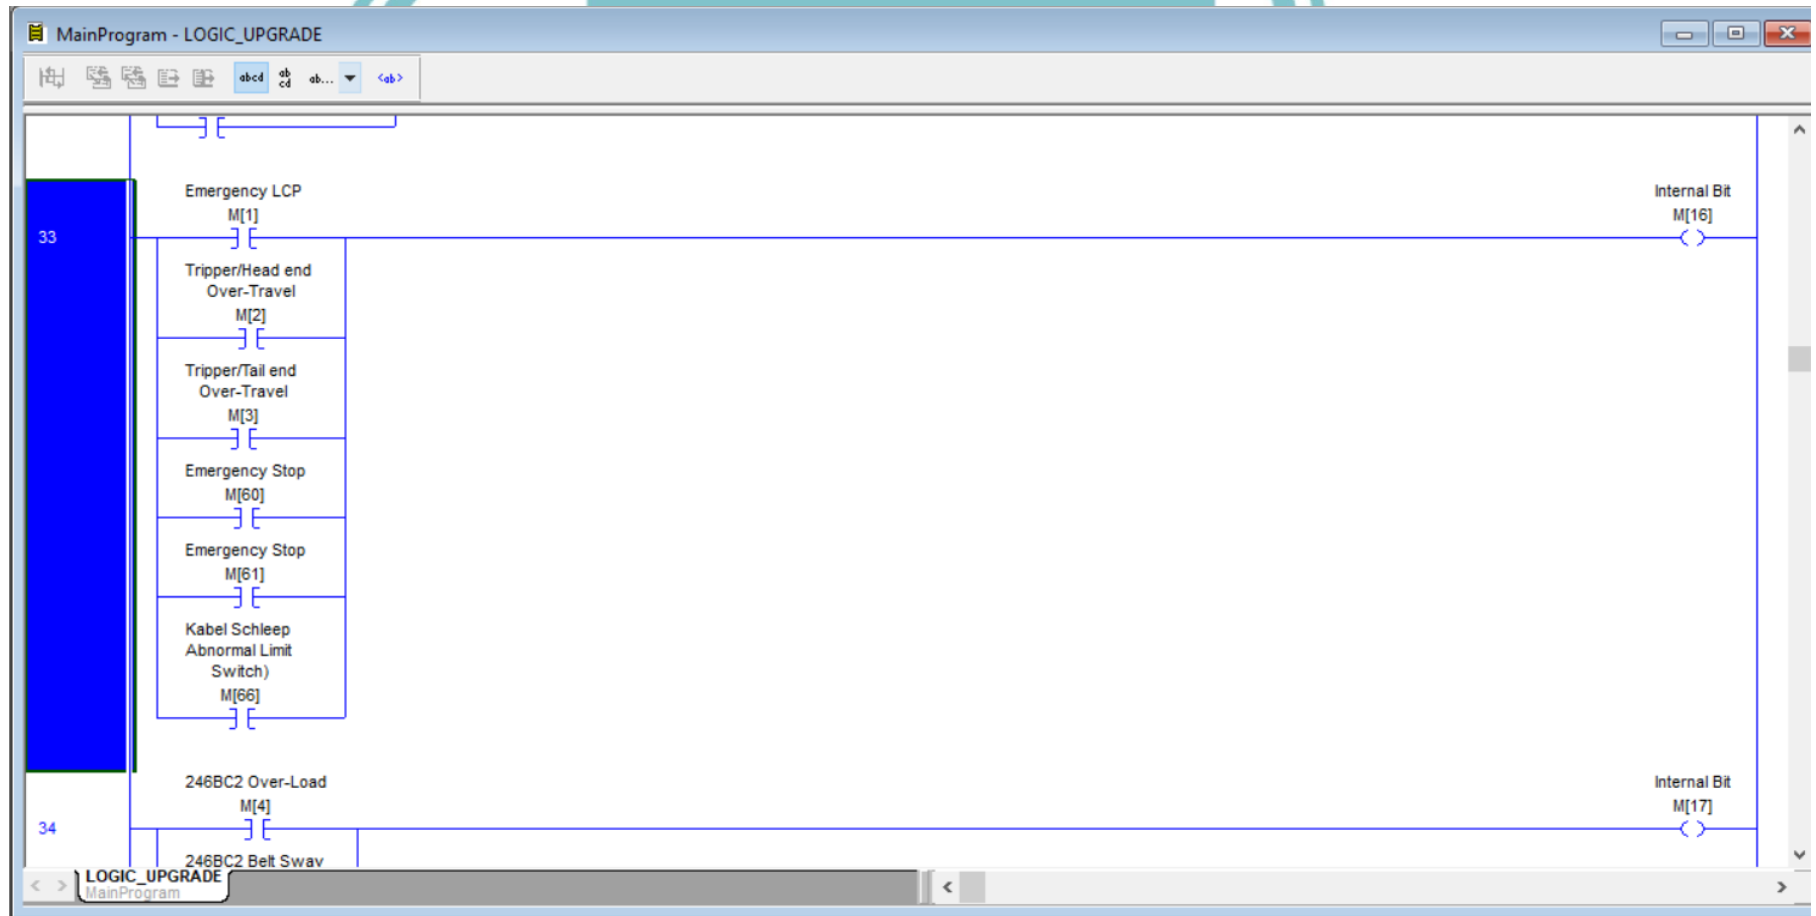 MainProgram - LOGIC_UPGRADE
abcd
ab
cd
ab...
<ab>
33
Emergency LCP
M[1]
Internal Bit
M[16]
Tripper/Head end
Over-Travel
M[2]
Tripper/Tail end
Over-Travel
M[3]
Emergency Stop
M[60]
Emergency Stop
M[61]
Kabel Schleep
Abnormal Limit
Switch)
M[66]
34
246BC2 Over-Load
M[4]
Internal Bit
M[17]
246BC2 Belt Sway
LOGIC_UPGRADE
MainProgram